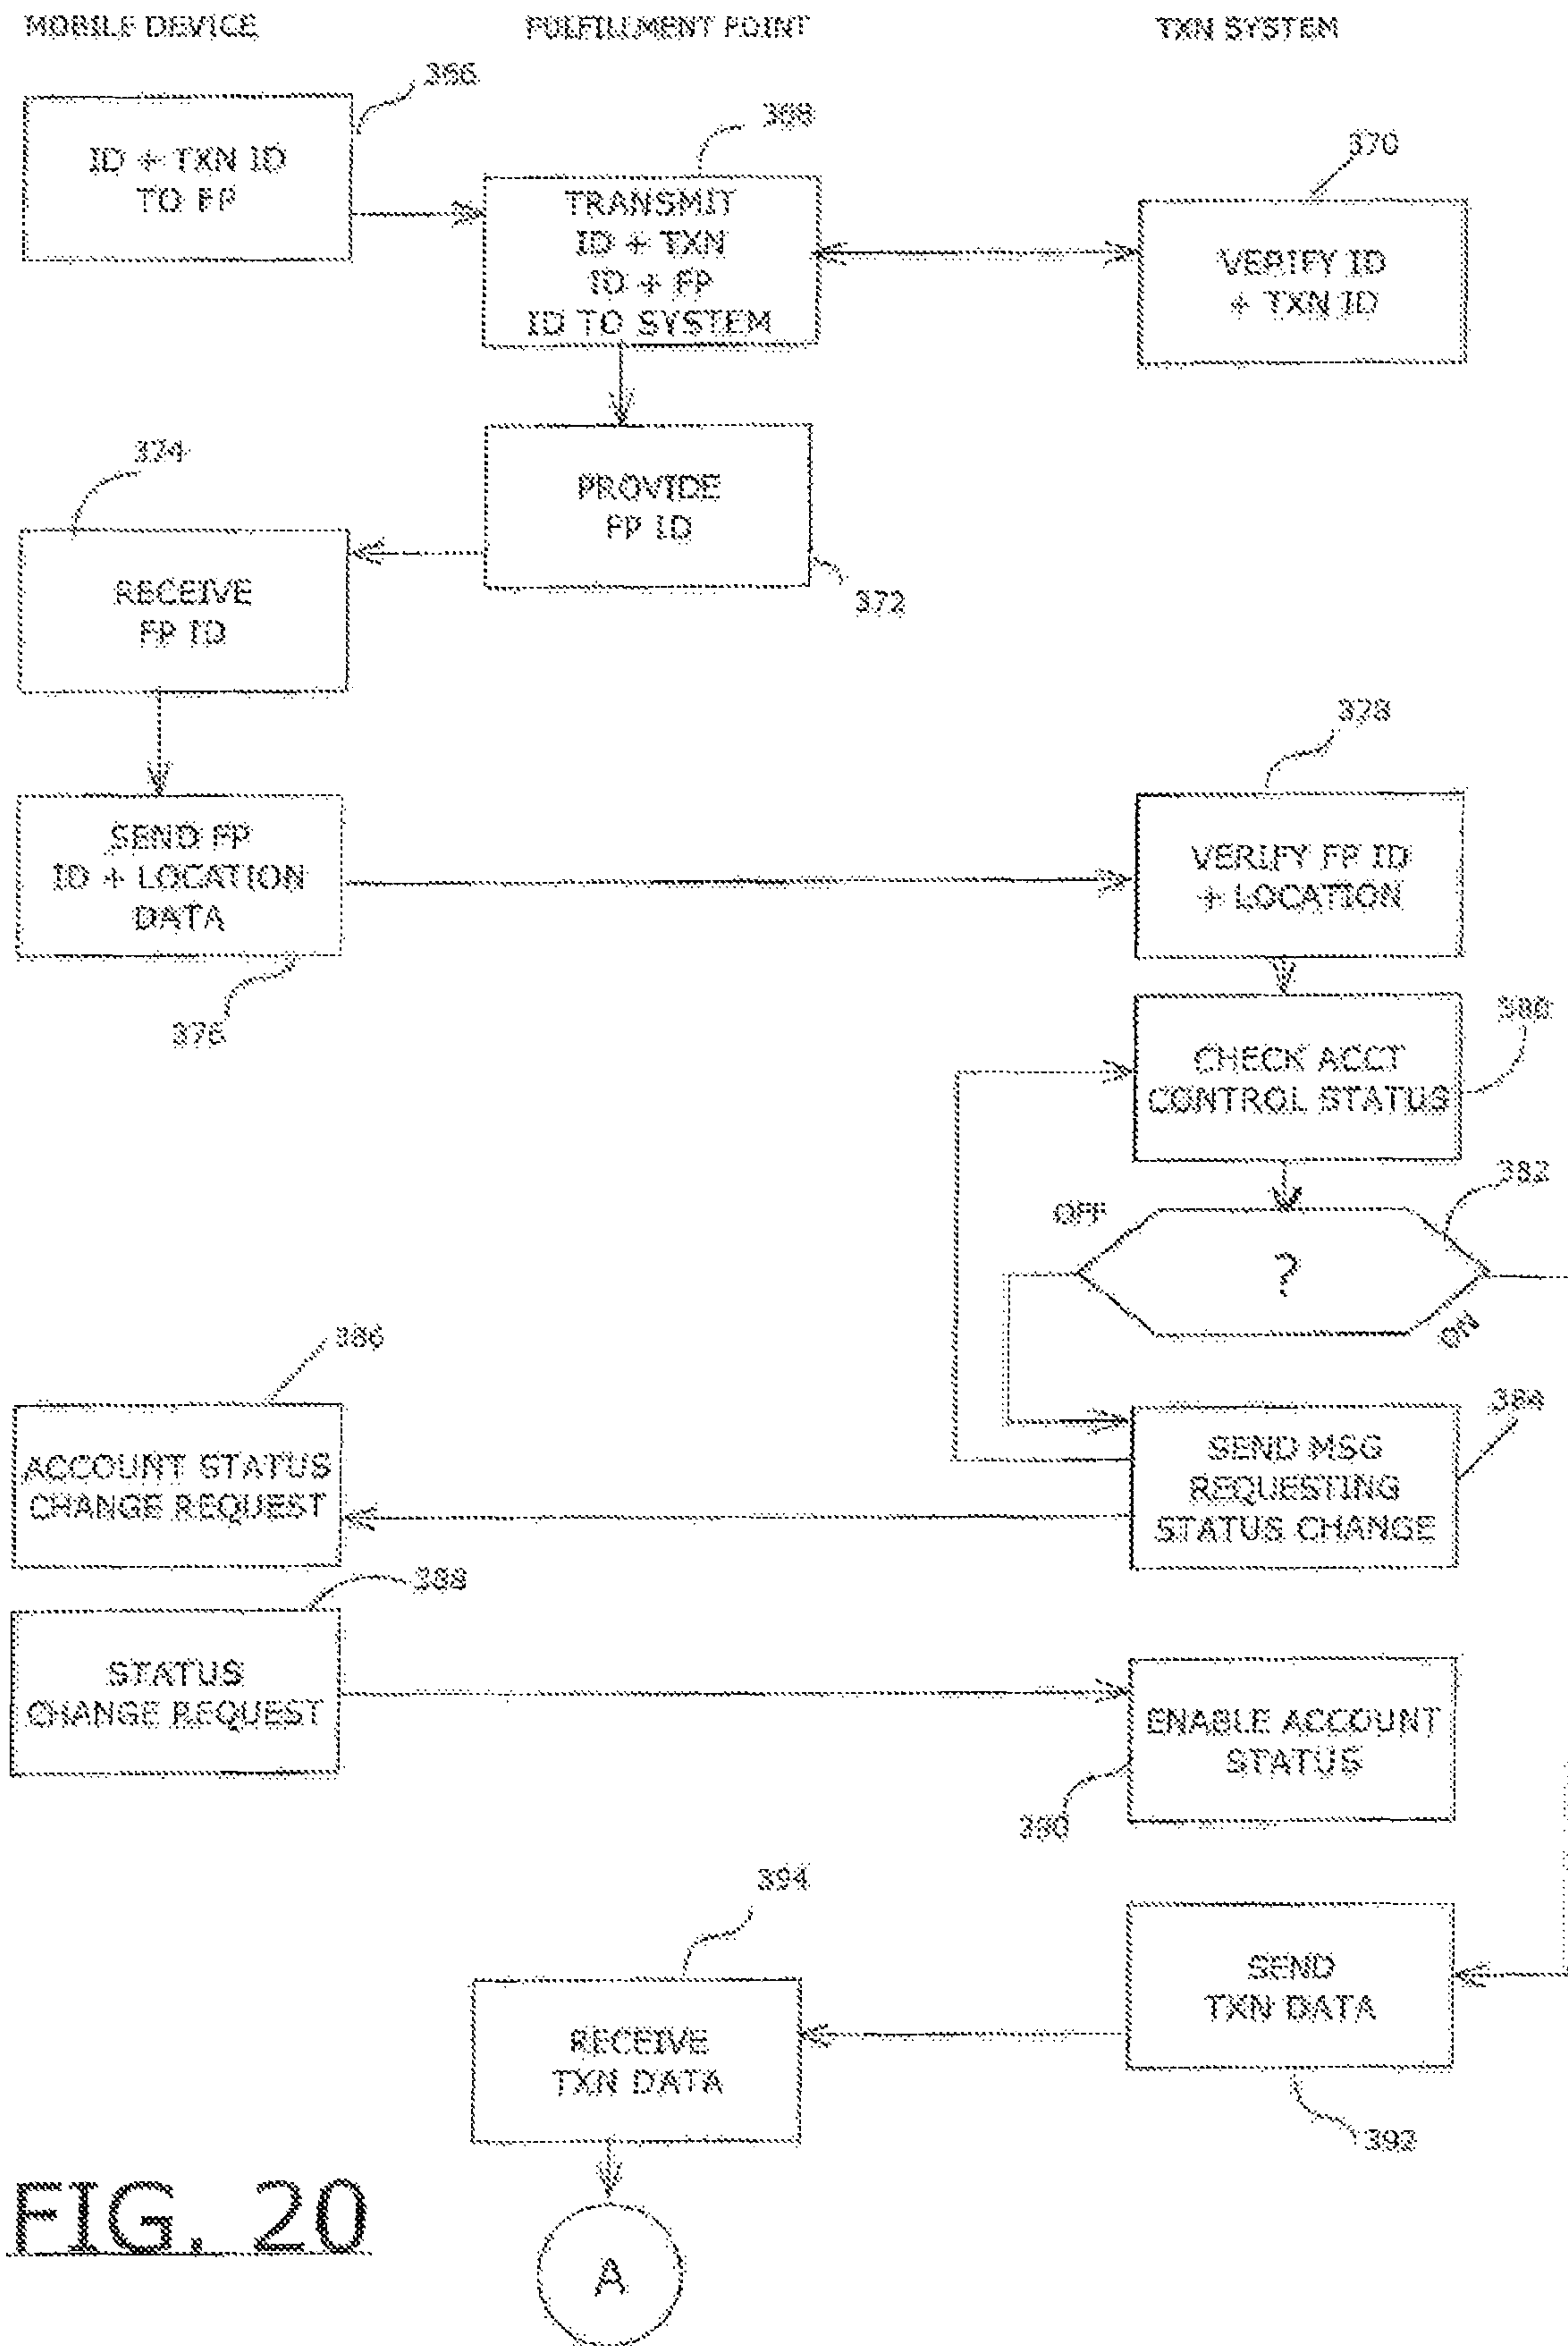 MOBILE DEVICE
FULFILLMENT POINT
TXN SYSTEM
366
ID + TXN ID
TO FP
368
TRANSMIT
ID + TXN
ID + FP
ID TO SYSTEM
370
VERIFY ID
+ TXN ID
374
RECEIVE
FP ID
PROVIDE
FP ID
372
SEND FP
ID + LOCATION
DATA
376
378
VERIFY FP ID
+ LOCATION
380
CHECK ACCT
CONTROL STATUS
382
OFF
?
ON
386
ACCOUNT STATUS
CHANGE REQUEST
384
SEND MSG
REQUESTING
STATUS CHANGE
388
STATUS
CHANGE REQUEST
ENABLE ACCOUNT
STATUS
390
394
RECEIVE
TXN DATA
SEND
TXN DATA
392
A
FIG. 20